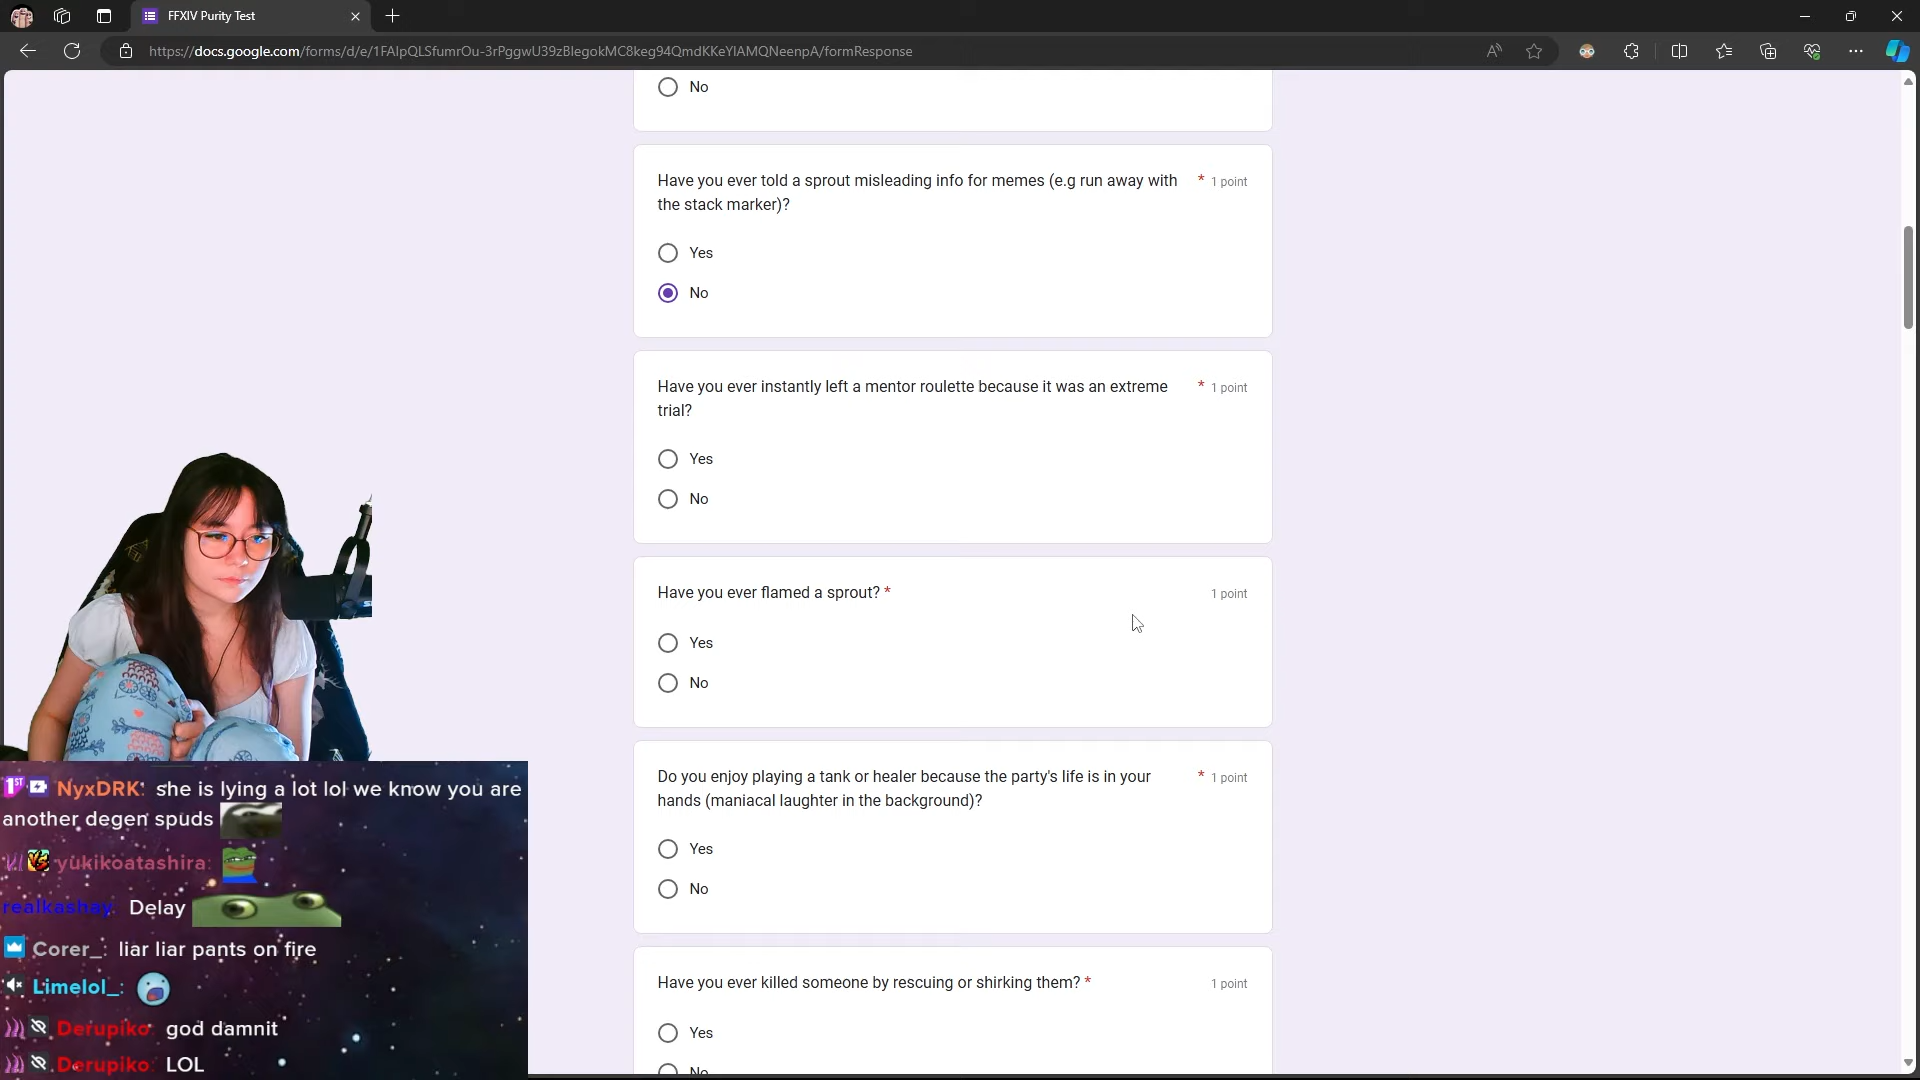 FFXIV Purity Test
https://docs.google.com/forms/d/e/1FAIpQLSfumrOu-3rPggwU39zBlegokMC8keg94QmdKKeYIAMQNeenpA/formResponse
No
Have you ever told a sprout misleading info for memes (e.g run away with * 1 point
the stack marker)?
Yes
No
Have you ever instantly left a mentor roulette because it was an extreme * 1 point
trial?
Yes
No
Have you ever flamed a sprout? * 1 point
Yes
No
Do you enjoy playing a tank or healer because the party's life is in your * 1 point
hands (maniacal laughter in the background)?
Yes
No
Have you ever killed someone by rescuing or shirking them? * 1 point
Yes
No
1ST NyxDRK: she is lying a lot lol we know you are
another degen spuds
yukikoatashira:
realkashay: Delay
Corer_: liar liar pants on fire
Limelol_:
Derupiko: god damnit
Derupiko: LOL